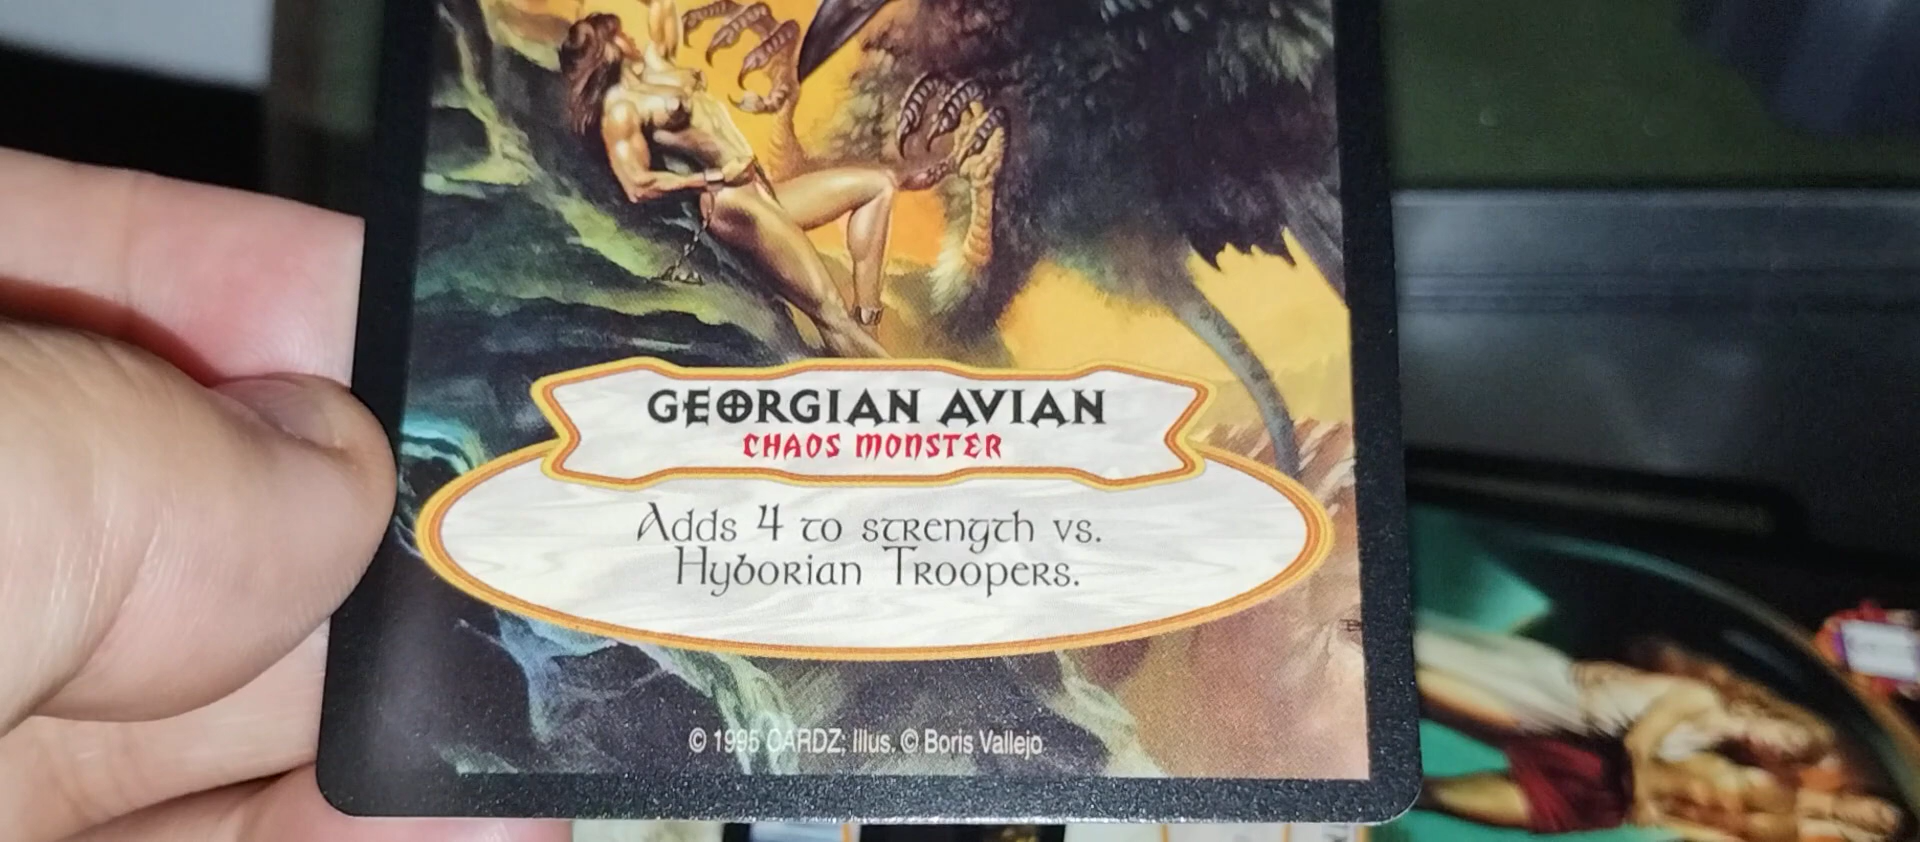 GEORGIAN AVIAN
CHAOS MONSTER
Adds 4 to strength vs.
Hyborian Troopers.
© 1995 CARDZ; Illus. © Boris Vallejo